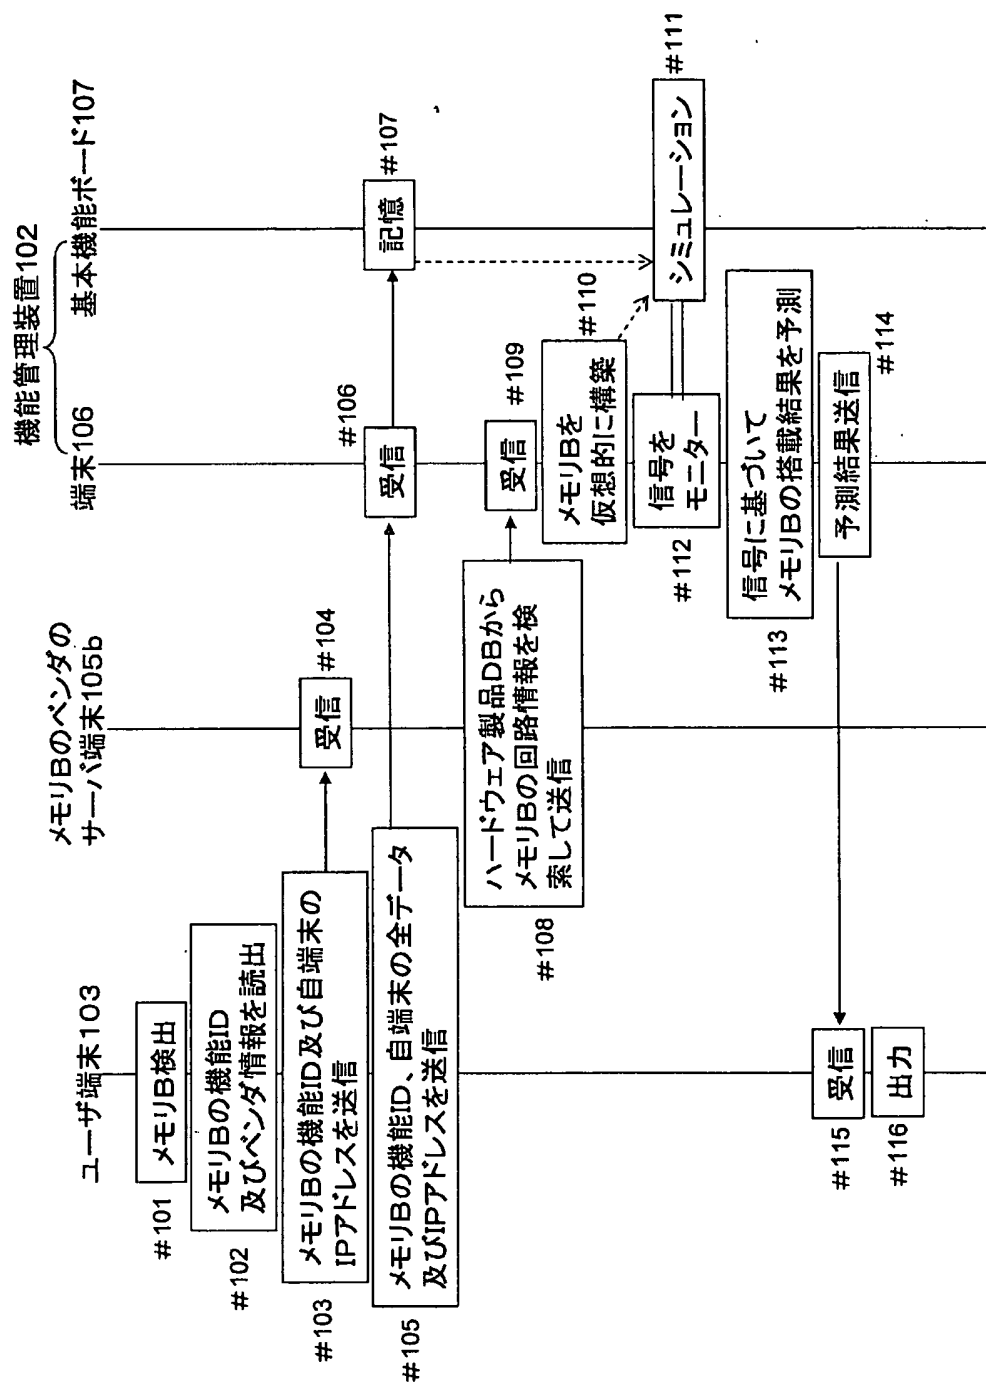 ユーザ端末103
メモリBのベンダの
サーバ端末105b
機能管理装置102
端末106
基本機能ボード107
#101
メモリB検出
#102
メモリBの機能ID
及びベンダ情報を読出
#103
メモリBの機能ID及び自端末の
IPアドレスを送信
受信
#104
#105
メモリBの機能ID、自端末の全データ
及びIPアドレスを送信
受信
#106
記憶
#107
#108
ハードウェア製品DBから
メモリBの回路情報を検
索して送信
受信
#109
メモリBを
仮想的に構築
#110
シミュレーション
#111
信号を
モニター
#112
#113
信号に基づいて
メモリBの搭載結果を予測
予測結果送信
#114
#115
受信
#116
出力